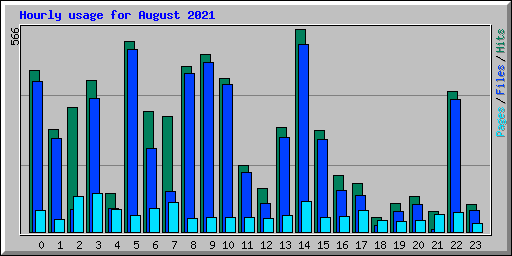 Hourly usage for August 2021
566
Pages / Files / Hits
0 1 2 3 4 5 6 7 8 9 10 11 12 13 14 15 16 17 18 19 20 21 22 23